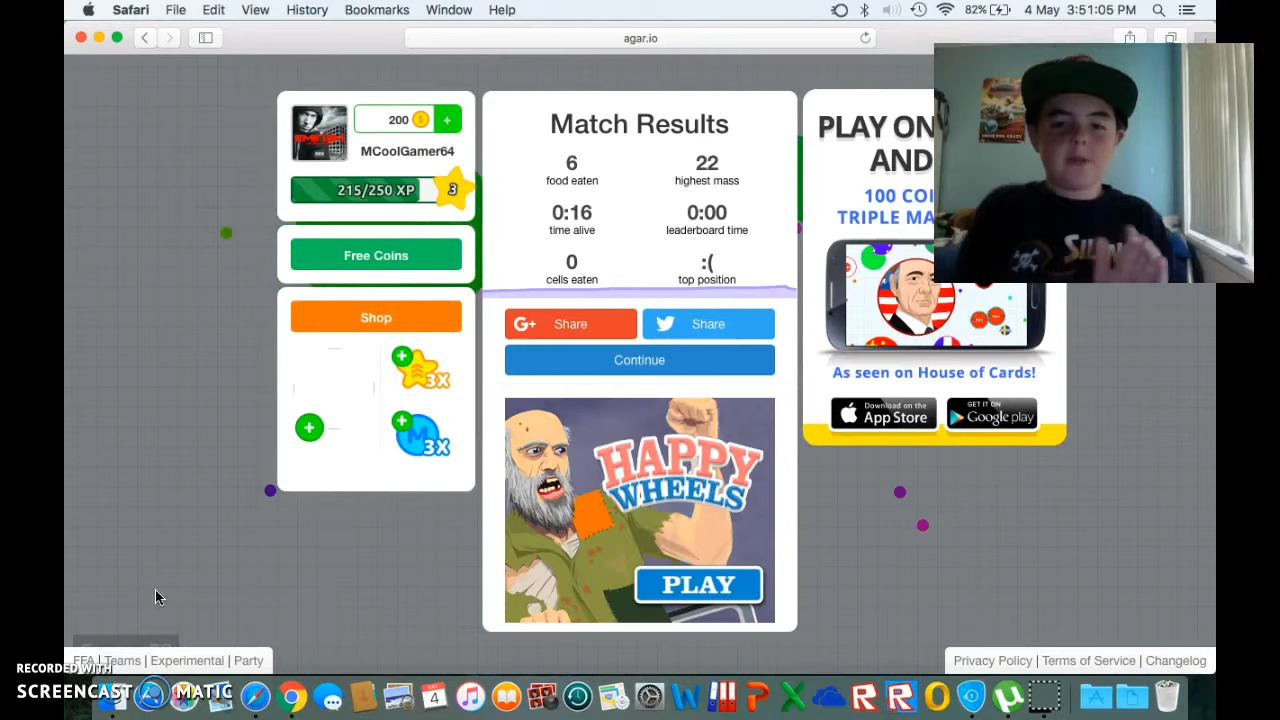 Safari File Edit View History Bookmarks Window Help
82% 4 May 3:51:05 PM
agar.io
200
+
MCoolGamer64
215/250 XP
3
Free Coins
Shop
3X
M 3X
Match Results
6
food eaten
22
highest mass
0:16
time alive
0:00
leaderboard time
0
cells eaten
:(
top position
G+ Share
Share
Continue
HAPPY
WHEELS
PLAY
PLAY ON
AND
100 COI
TRIPLE MA
As seen on House of Cards!
Download on the
App Store
GET IT ON
Google play
FFA | Teams | Experimental | Party
Privacy Policy | Terms of Service | Changelog
RECORDED WITH
SCREENCAST MATIC